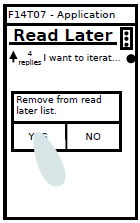 F14T07 - Application
Read Later
4 replies I want to iterat...
Remove from read
later list.
YES NO